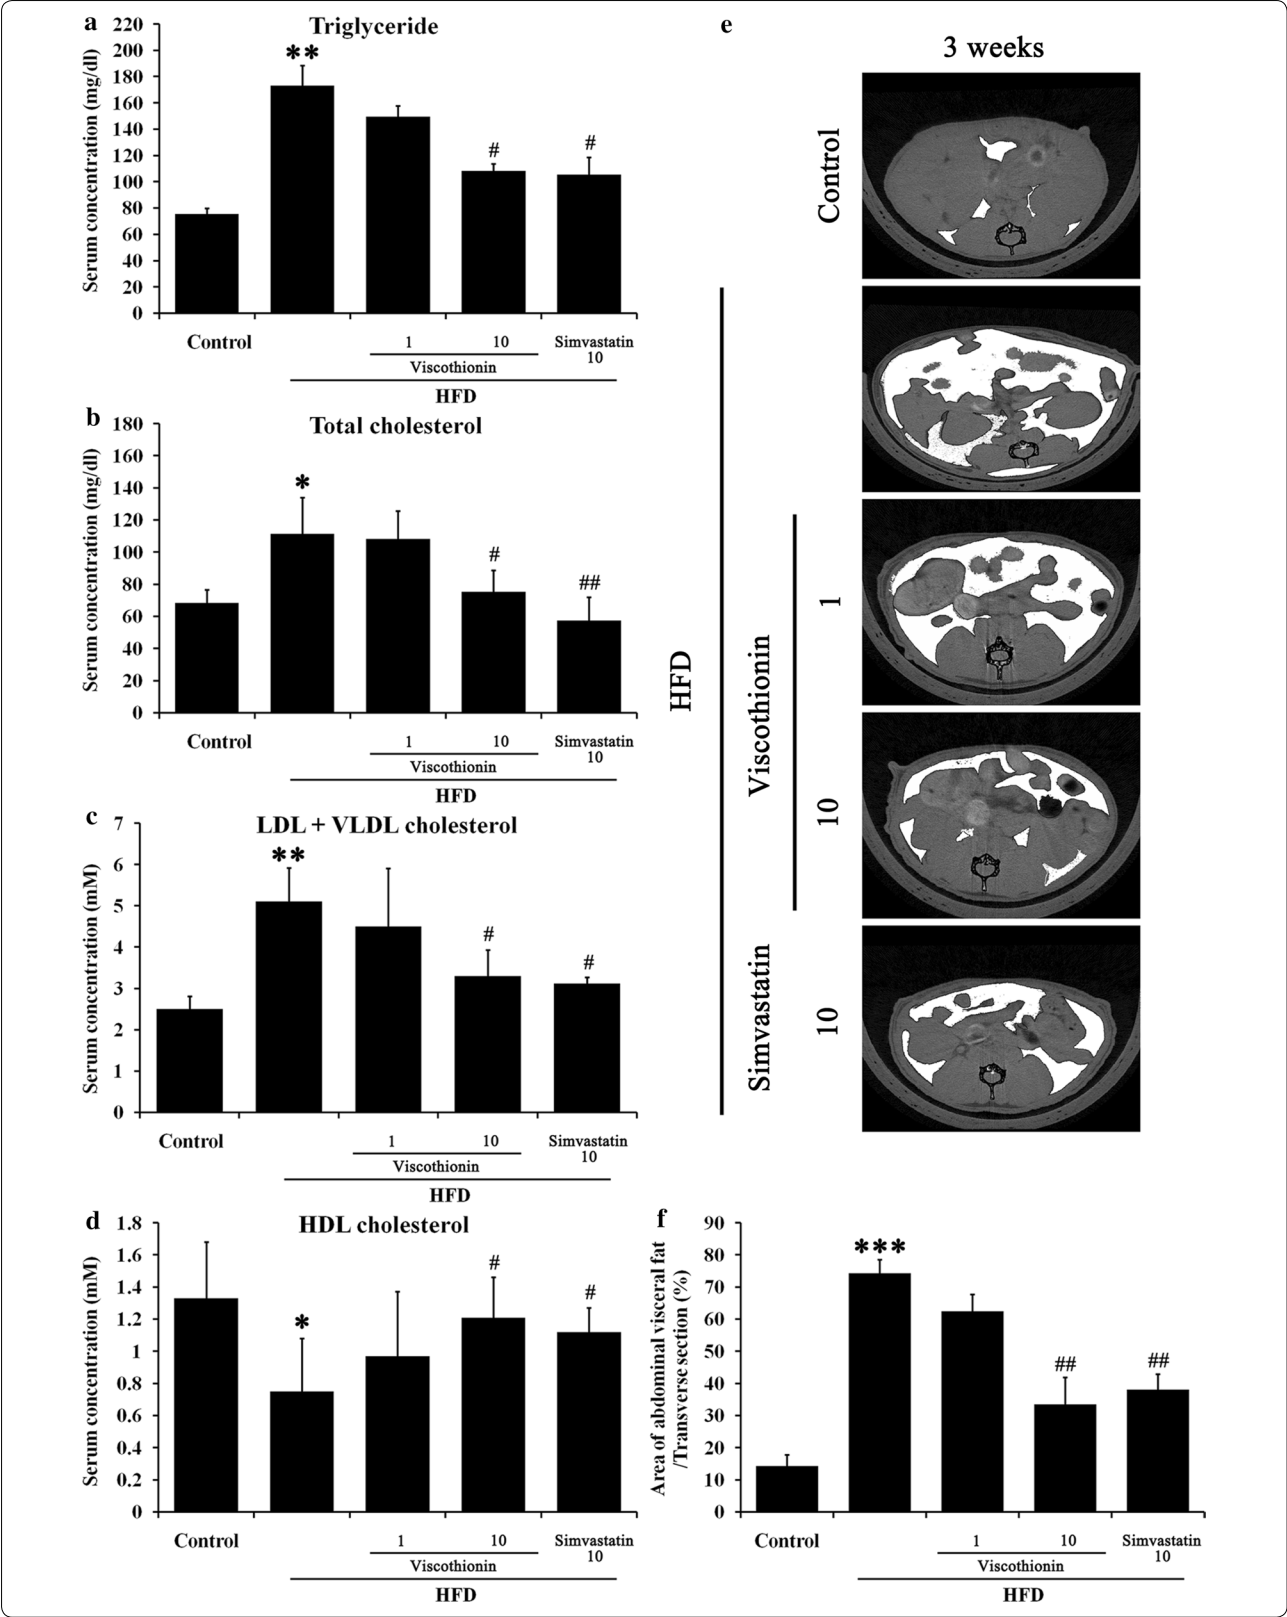 a
Triglyceride
Serum concentration (mg/dl)
220
200
180
160
140
120
100
80
60
40
20
0
**
#
#
Control
1
10
Simvastatin
10
Viscothionin
HFD
b
Total cholesterol
Serum concentration (mg/dl)
180
160
140
120
100
80
60
40
20
0
*
#
##
Control
1
10
Simvastatin
10
Viscothionin
HFD
c
LDL + VLDL cholesterol
Serum concentration (mM)
7
6
5
4
3
2
1
0
**
#
#
Control
1
10
Simvastatin
10
Viscothionin
HFD
d
HDL cholesterol
Serum concentration (mM)
1.8
1.6
1.4
1.2
1
0.8
0.6
0.4
0.2
0
*
#
#
Control
1
10
Simvastatin
10
Viscothionin
HFD
e
3 weeks
Control
HFD
Viscothionin
1
10
Simvastatin
10
f
Area of abdominal visceral fat
/Transverse section (%)
90
80
70
60
50
40
30
20
10
0
***
##
##
Control
1
10
Simvastatin
10
Viscothionin
HFD